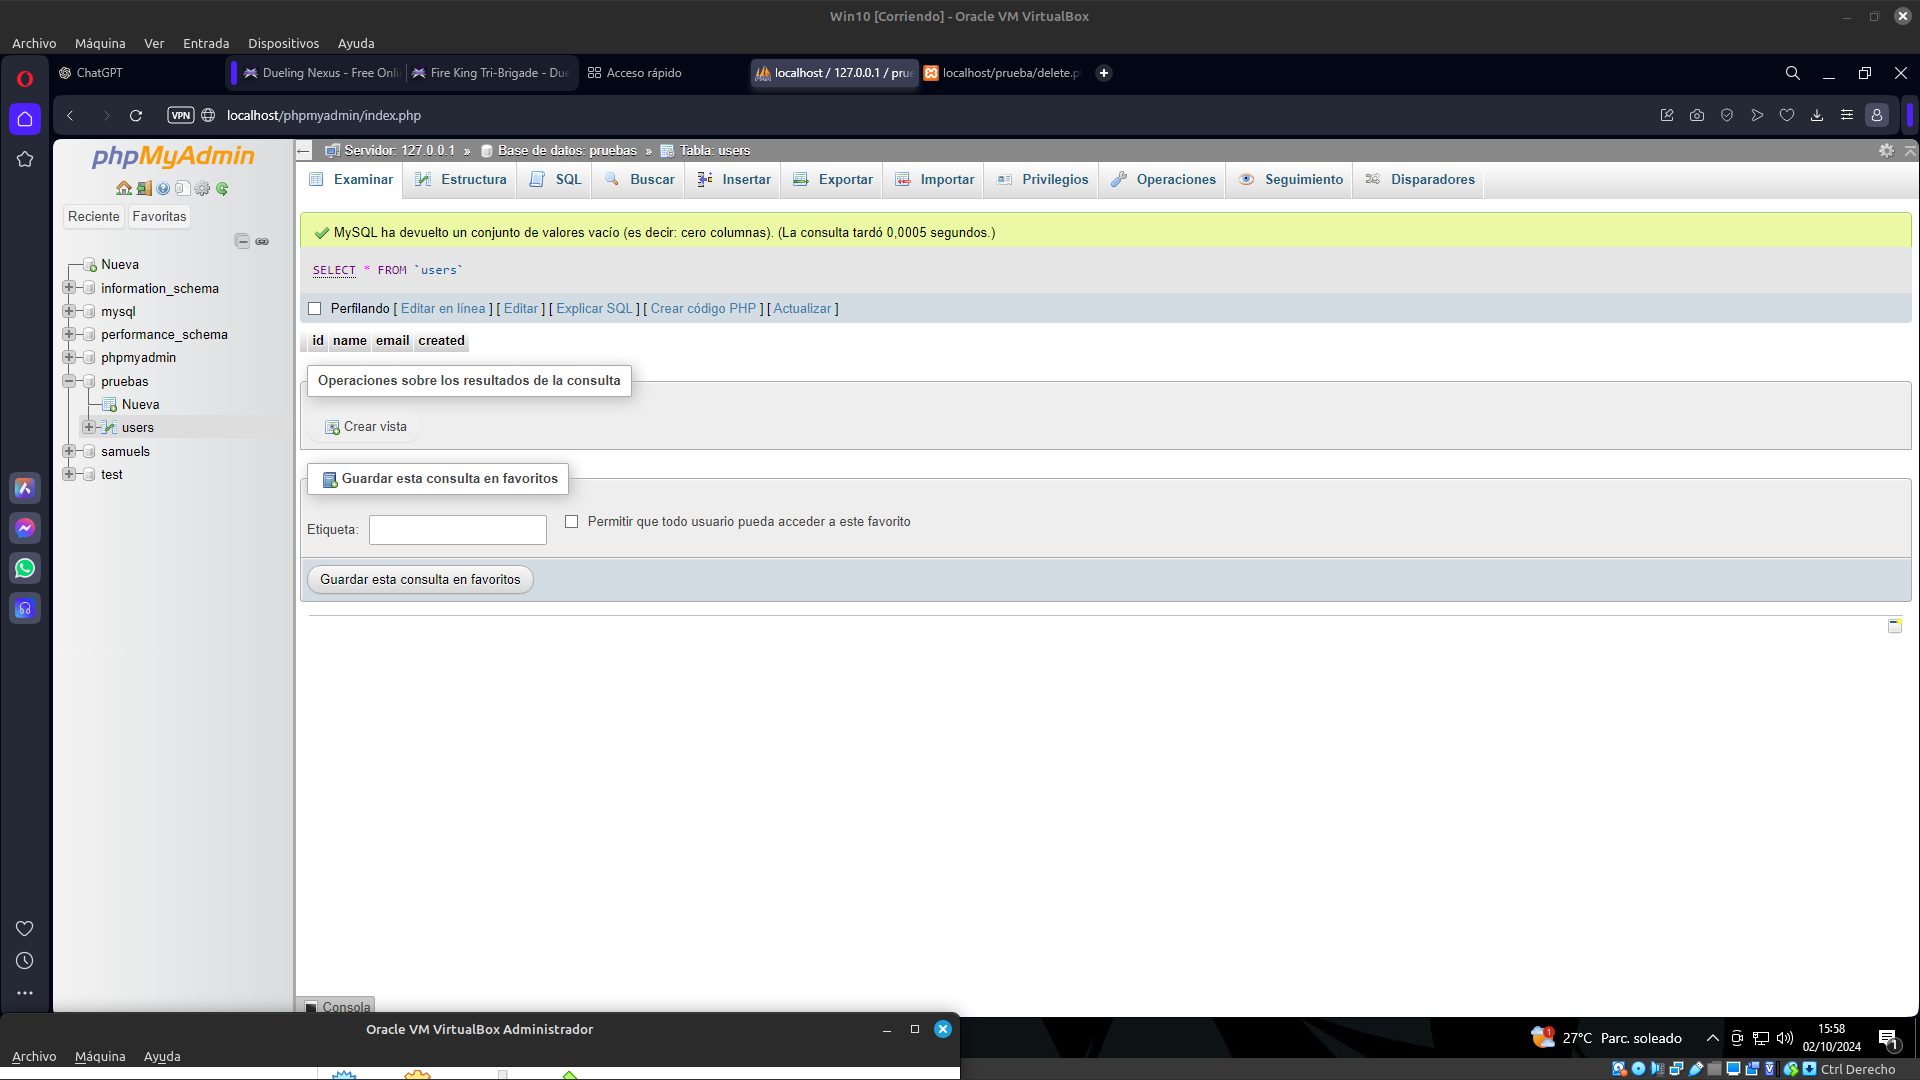 Win10 [Corriendo] - Oracle VM VirtualBox
Archivo Máquina Ver Entrada Dispositivos Ayuda
ChatGPT Dueling Nexus - Free Onli Fire King Tri-Brigade - Due Acceso rápido localhost / 127.0.0.1 / prue localhost/prueba/delete.p
VPN localhost/phpmyadmin/index.php
phpMyAdmin
Reciente Favoritas
Nueva
information_schema
mysql
performance_schema
phpmyadmin
pruebas
Nueva
users
samuels
test
Servidor: 127.0.0.1 » Base de datos: pruebas » Tabla: users
Examinar Estructura SQL Buscar Insertar Exportar Importar Privilegios Operaciones Seguimiento Disparadores
MySQL ha devuelto un conjunto de valores vacío (es decir: cero columnas). (La consulta tardó 0,0005 segundos.)
SELECT * FROM `users`
Perfilando [ Editar en línea ] [ Editar ] [ Explicar SQL ] [ Crear código PHP ] [ Actualizar ]
id name email created
Operaciones sobre los resultados de la consulta
Crear vista
Guardar esta consulta en favoritos
Etiqueta: Permitir que todo usuario pueda acceder a este favorito
Guardar esta consulta en favoritos
Consola
Oracle VM VirtualBox Administrador
Archivo Máquina Ayuda
1 27°C Parc. soleado 15:58
02/10/2024 1
Ctrl Derecho